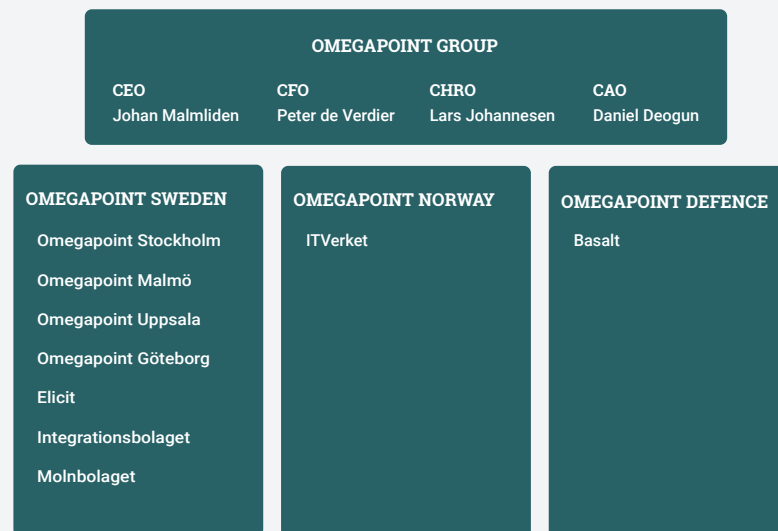 OMEGAPOINT GROUP
CEO
Johan Malmliden
CFO
Peter de Verdier
CHRO
Lars Johannesen
CAO
Daniel Deogun
OMEGAPOINT SWEDEN
Omegapoint Stockholm
Omegapoint Malmö
Omegapoint Uppsala
Omegapoint Göteborg
Elicit
Integrationsbolaget
Molnbolaget
OMEGAPOINT NORWAY
ITVerket
OMEGAPOINT DEFENCE
Basalt